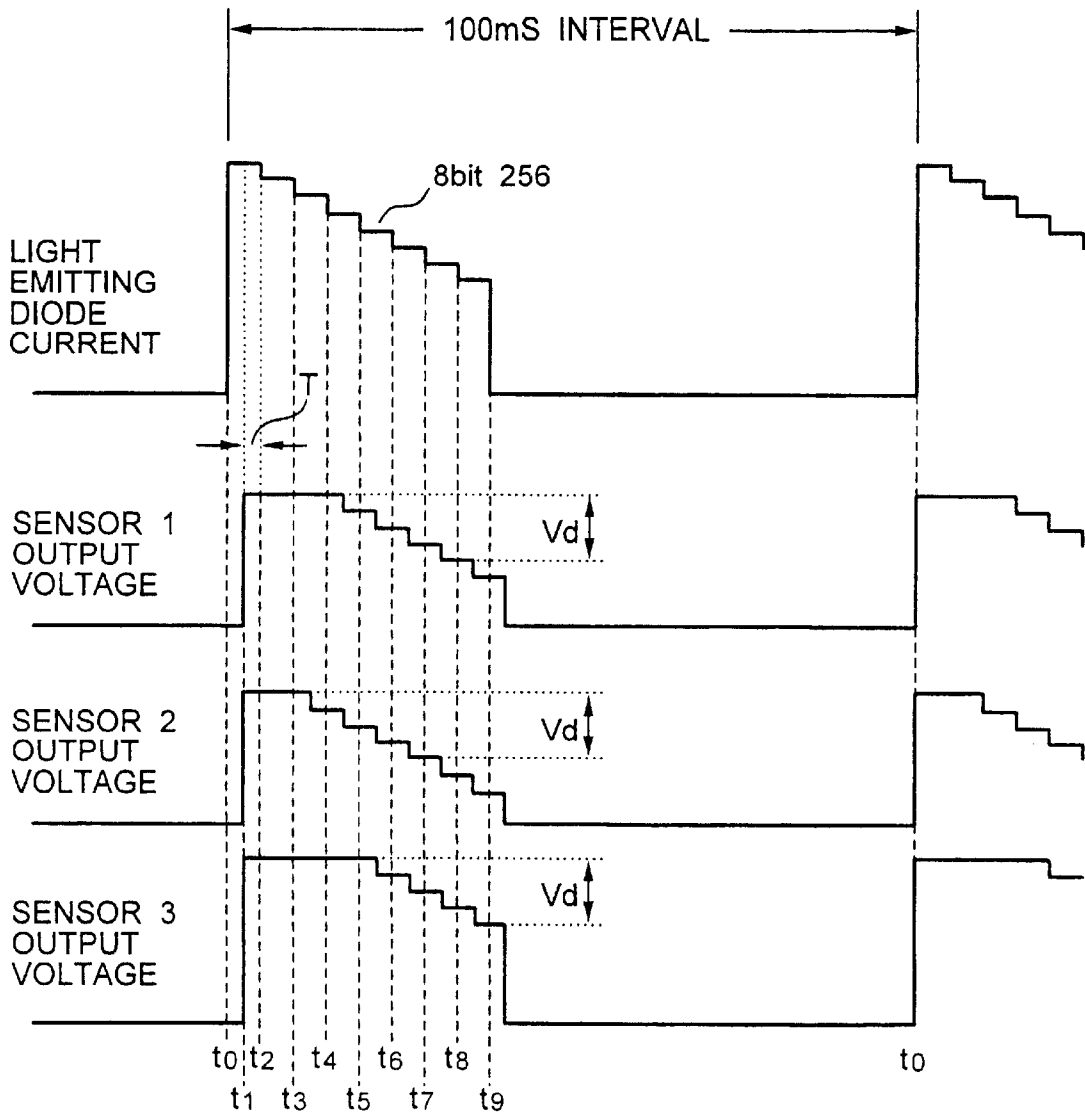 100mS INTERVAL
8bit 256
LIGHT
EMITTING
DIODE
CURRENT
T
SENSOR 1
OUTPUT
VOLTAGE
Vd
SENSOR 2
OUTPUT
VOLTAGE
Vd
SENSOR 3
OUTPUT
VOLTAGE
Vd
t0 t2 t4 t6 t8 t0
t1 t3 t5 t7 t9